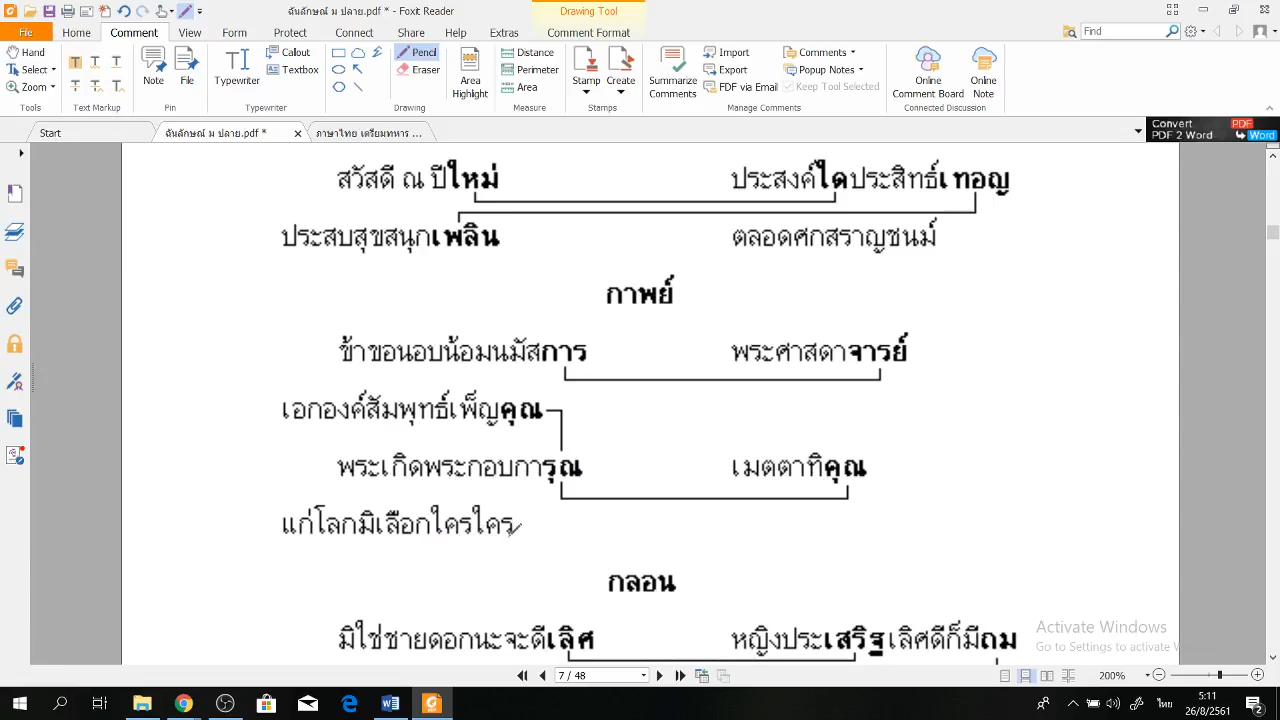 ฉันลักษณ์ ม ปลาย.pdf * - Foxit Reader
Drawing Tool
File Home Comment View Form Protect Connect Share Help Extras Comment Format Find
Hand Select Zoom Tools
Text Markup
Note File Pin
Typewriter Callout Textbox Typewriter
Pencil Eraser Drawing
Area Highlight Distance Perimeter Area Measure
Stamp Create Stamps
Summarize Comments Import Export FDF via Email Comments Popup Notes Keep Tool Selected Manage Comments
Online Comment Board Online Note Connected Discussion
Start ฉันลักษณ์ ม ปลาย.pdf * ภาษาไทย เตรียมทหาร ... Convert PDF 2 Word PDF Word
สวัสดี ณ ปีใหม่ ประสงค์ใดประสิทธิ์เทอญ
ประสบสุขสนุกเพลิน ตลอดศกสราญชนม์
กาพย์
ข้าขอนอบน้อมนมัสการ พระศาสดาจารย์
เอกองค์สัมพุทธ์เพ็ญคุณ
พระเกิดพระกอบการุณ เมตตาทิคุณ
แก่โลกมิเลือกใครใคร
กลอน
มิใช่ชายดอกนะจะดีเลิศ หญิงประเสริฐเลิศดีก็มีถม
Activate Windows
Go to Settings to activate W
7 / 48 200%
ไทย 5:11
26/8/2561